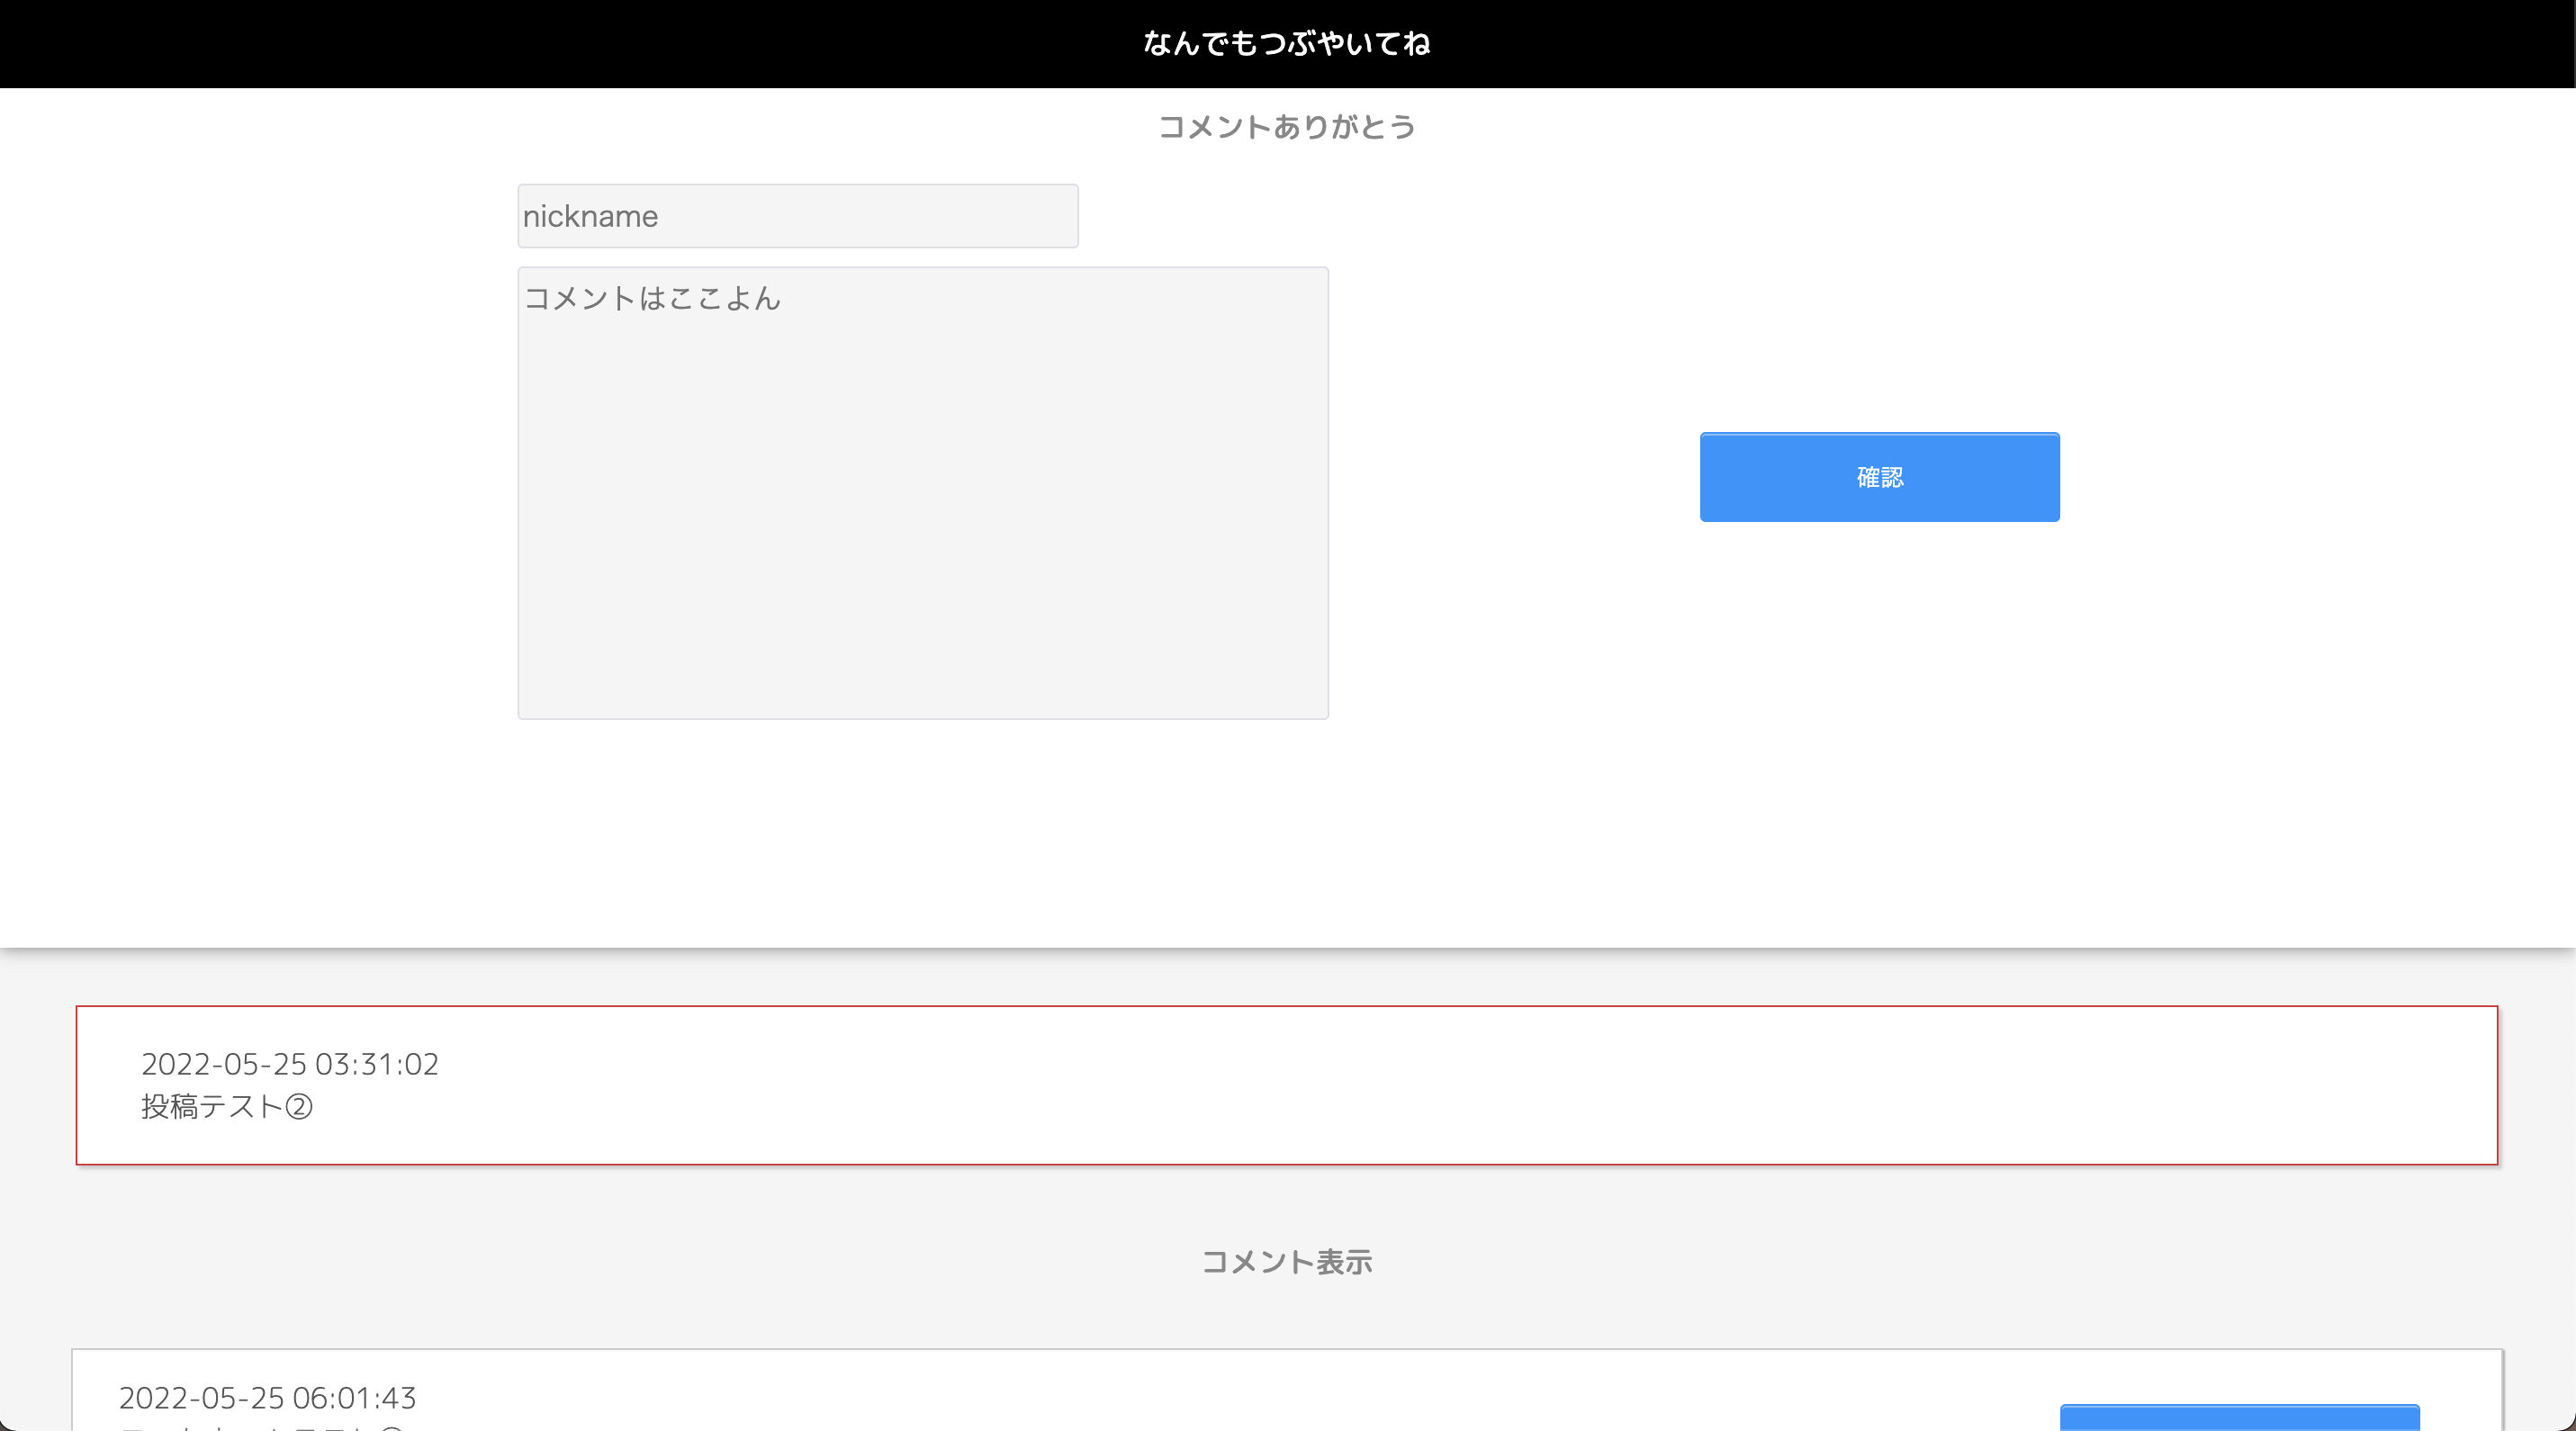 なんでもつぶやいてね
コメントありがとう
nickname
コメントはここよん
確認
2022-05-25 03:31:02
投稿テスト②
コメント表示
2022-05-25 06:01:43